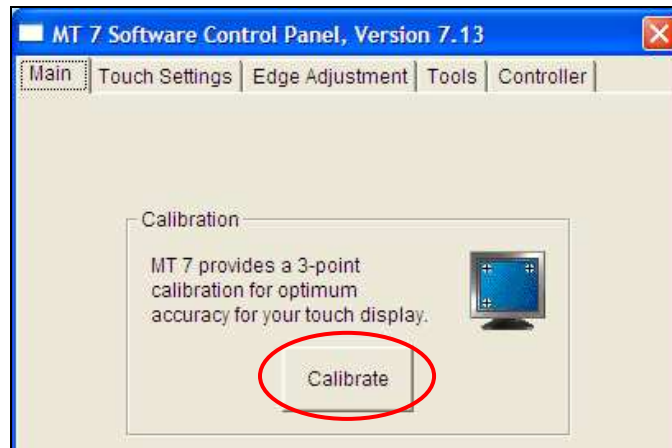 MT 7 Software Control Panel, Version 7.13
Main Touch Settings Edge Adjustment Tools Controller
Calibration
MT 7 provides a 3-point
calibration for optimum
accuracy for your touch display.
Calibrate